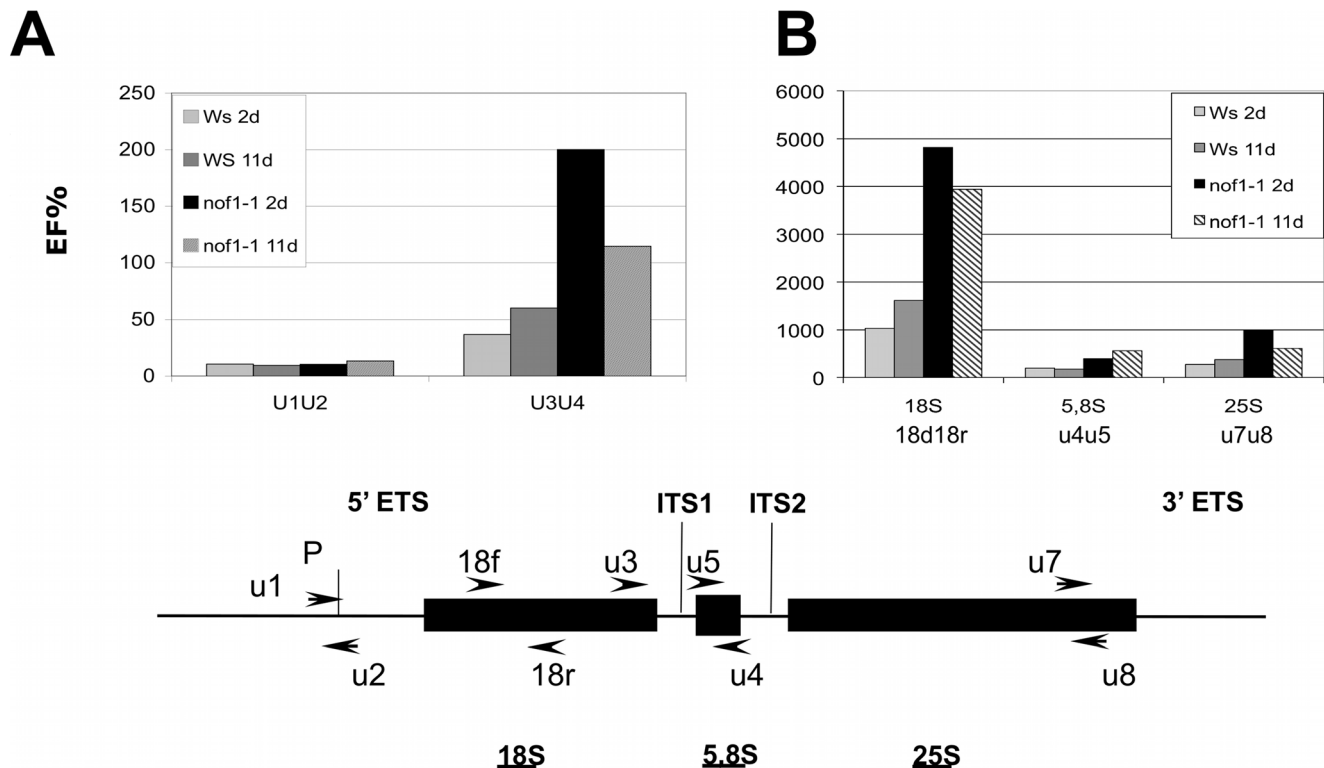 A
B
EF%
250
200
150
100
50
0
Ws 2d
WS 11d
nof1-1 2d
nof1-1 11d
U1U2
U3U4
6000
5000
4000
3000
2000
1000
0
Ws 2d
Ws 11d
nof1-1 2d
nof1-1 11d
18S
5,8S
25S
18d18r
u4u5
u7u8
5’ ETS
ITS1
ITS2
3’ ETS
P
u1
18f
u3
u5
u7
u2
18r
u4
u8
18S
5,8S
25S